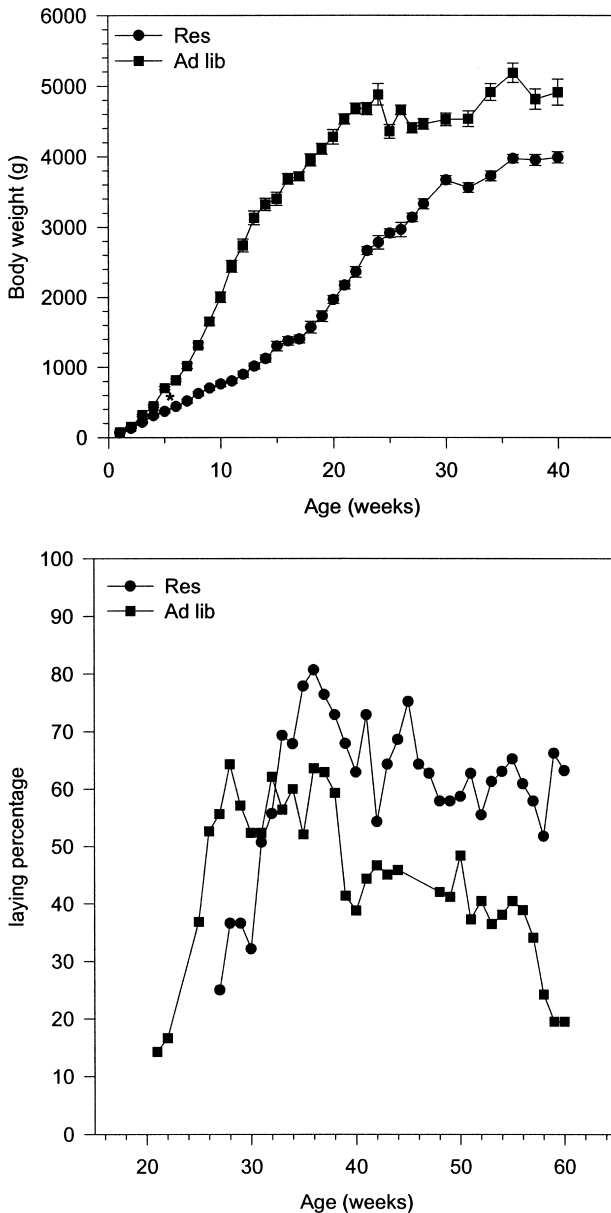 6000
5000
4000
3000
2000
1000
0
Body weight (g)
Res
Ad lib
*
0 10 20 30 40
Age (weeks)
100
90
80
70
60
50
40
30
20
10
0
laying percentage
Res
Ad lib
20 30 40 50 60
Age (weeks)